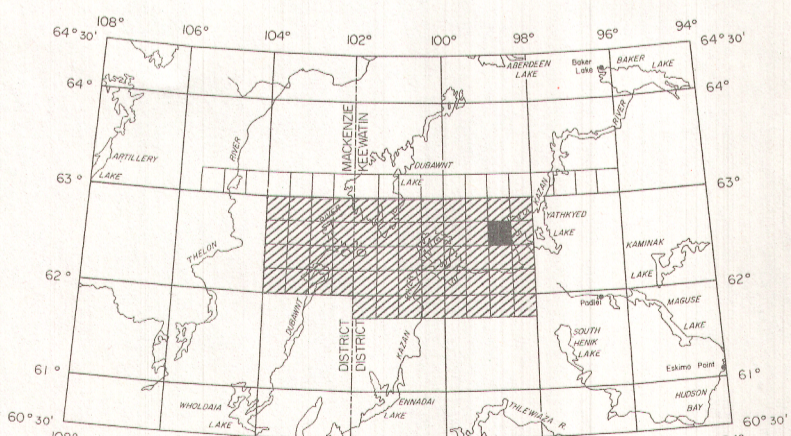 108°
106°
104°
102°
100°
98°
96°
94°
64° 30'
64° 30'
ABERDEEN
LAKE
Baker
Lake
BAKER
LAKE
64°
64°
RIVER
RIVER
MACKENZIE
KEEWATIN
ARTILLERY
LAKE
DUBAWNT
LAKE
63°
63°
KAZAN
RIVER
YATHKYED
LAKE
THELON
KAMINAK
LAKE
62°
62°
RIVER
DUBAWNT
Padlei
MAGUSE
LAKE
DISTRICT
DISTRICT
KAZAN
SOUTH
HENIK
LAKE
Eskimo Point
61°
61°
WHOLDAIA
LAKE
ENNADAI
LAKE
THLEWIAZA R.
HUDSON
BAY
60° 30'